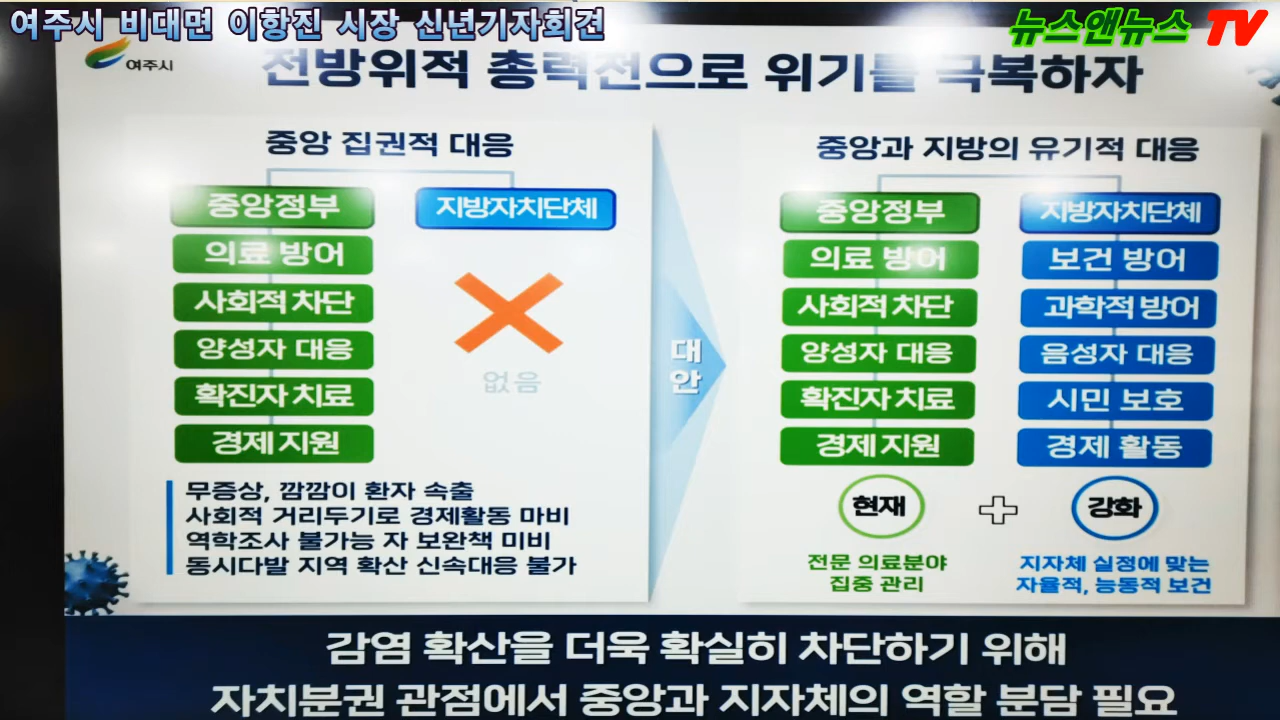 여주시 비대면 이항진 시장 신년기자회견
뉴스앤뉴스 TV
여주시
전방위적 총력전으로 위기를 극복하자
중앙 집권적 대응
중앙정부
지방자치단체
의료 방어
사회적 차단
양성자 대응
확진자 치료
경제 지원
없음
무증상, 깜깜이 환자 속출
사회적 거리두기로 경제활동 마비
역학조사 불가능 자 보완책 미비
동시다발 지역 확산 신속대응 불가
대
안
중앙과 지방의 유기적 대응
중앙정부
지방자치단체
의료 방어
보건 방어
사회적 차단
과학적 방어
양성자 대응
음성자 대응
확진자 치료
시민 보호
경제 지원
경제 활동
현재
강화
전문 의료분야
집중 관리
지자체 실정에 맞는
자율적, 능동적 보건
감염 확산을 더욱 확실히 차단하기 위해
자치분권 관점에서 중앙과 지자체의 역할 분담 필요